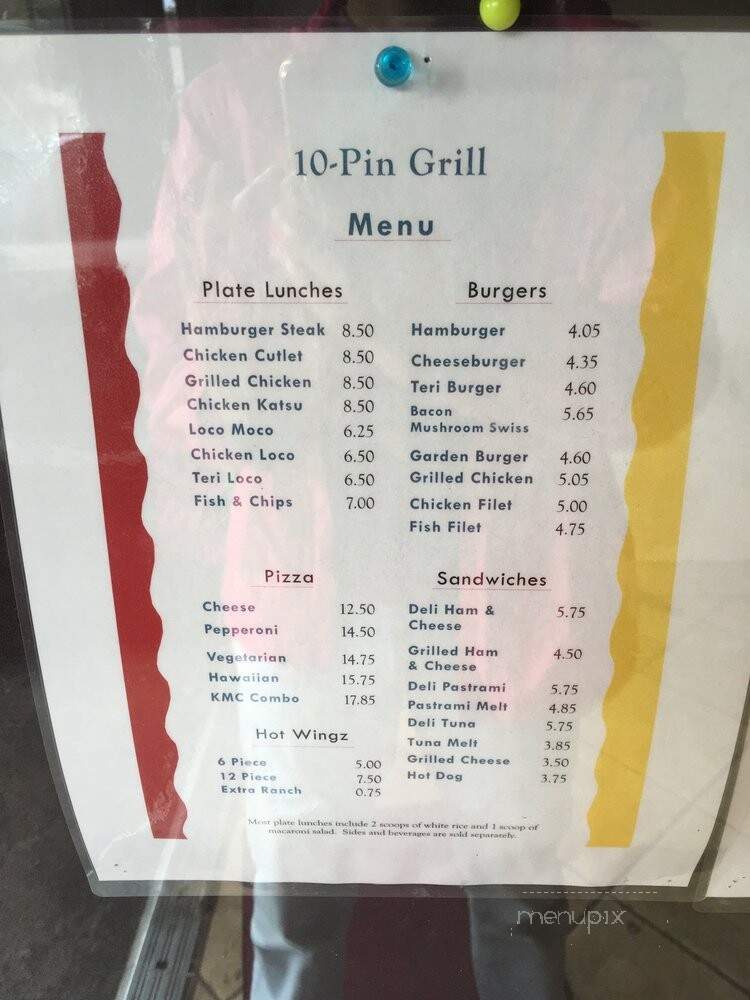 10-Pin Grill
Menu
Plate Lunches
Hamburger Steak 8.50
Chicken Cutlet 8.50
Grilled Chicken 8.50
Chicken Katsu 8.50
Loco Moco 6.25
Chicken Loco 6.50
Teri Loco 6.50
Fish & Chips 7.00
Burgers
Hamburger 4.05
Cheeseburger 4.35
Teri Burger 4.60
Bacon 5.65
Mushroom Swiss
Garden Burger 4.60
Grilled Chicken 5.05
Chicken Filet 5.00
Fish Filet 4.75
Pizza
Cheese 12.50
Pepperoni 14.50
Vegetarian 14.75
Hawaiian 15.75
KMC Combo 17.85
Hot Wingz
6 Piece 5.00
12 Piece 7.50
Extra Ranch 0.75
Sandwiches
Deli Ham & 5.75
Cheese
Grilled Ham 4.50
& Cheese
Deli Pastrami 5.75
Pastrami Melt 4.85
Deli Tuna 5.75
Tuna Melt 3.85
Grilled Cheese 3.50
Hot Dog 3.75
Most plate lunches include 2 scoops of white rice and 1 scoop of
macaroni salad. Sides and beverages are sold separately.
menupix